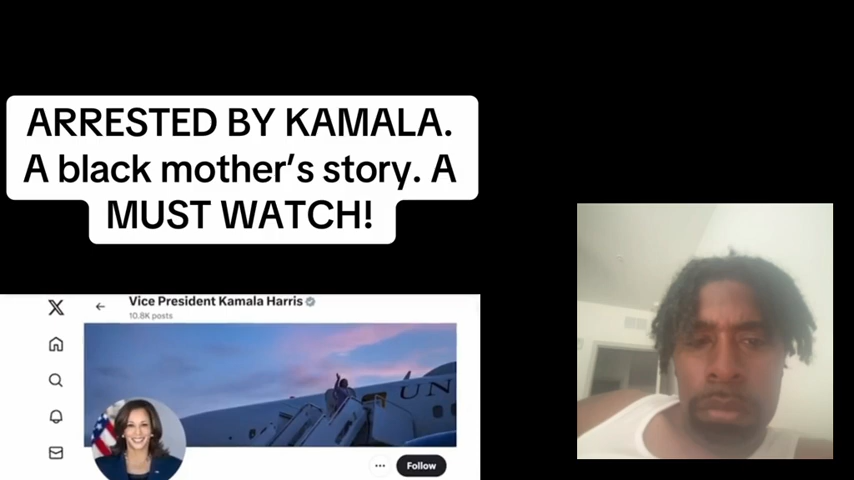 ARRESTED BY KAMALA.
A black mother's story. A
MUST WATCH!
Vice President Kamala Harris
10.8K posts
UN
Follow